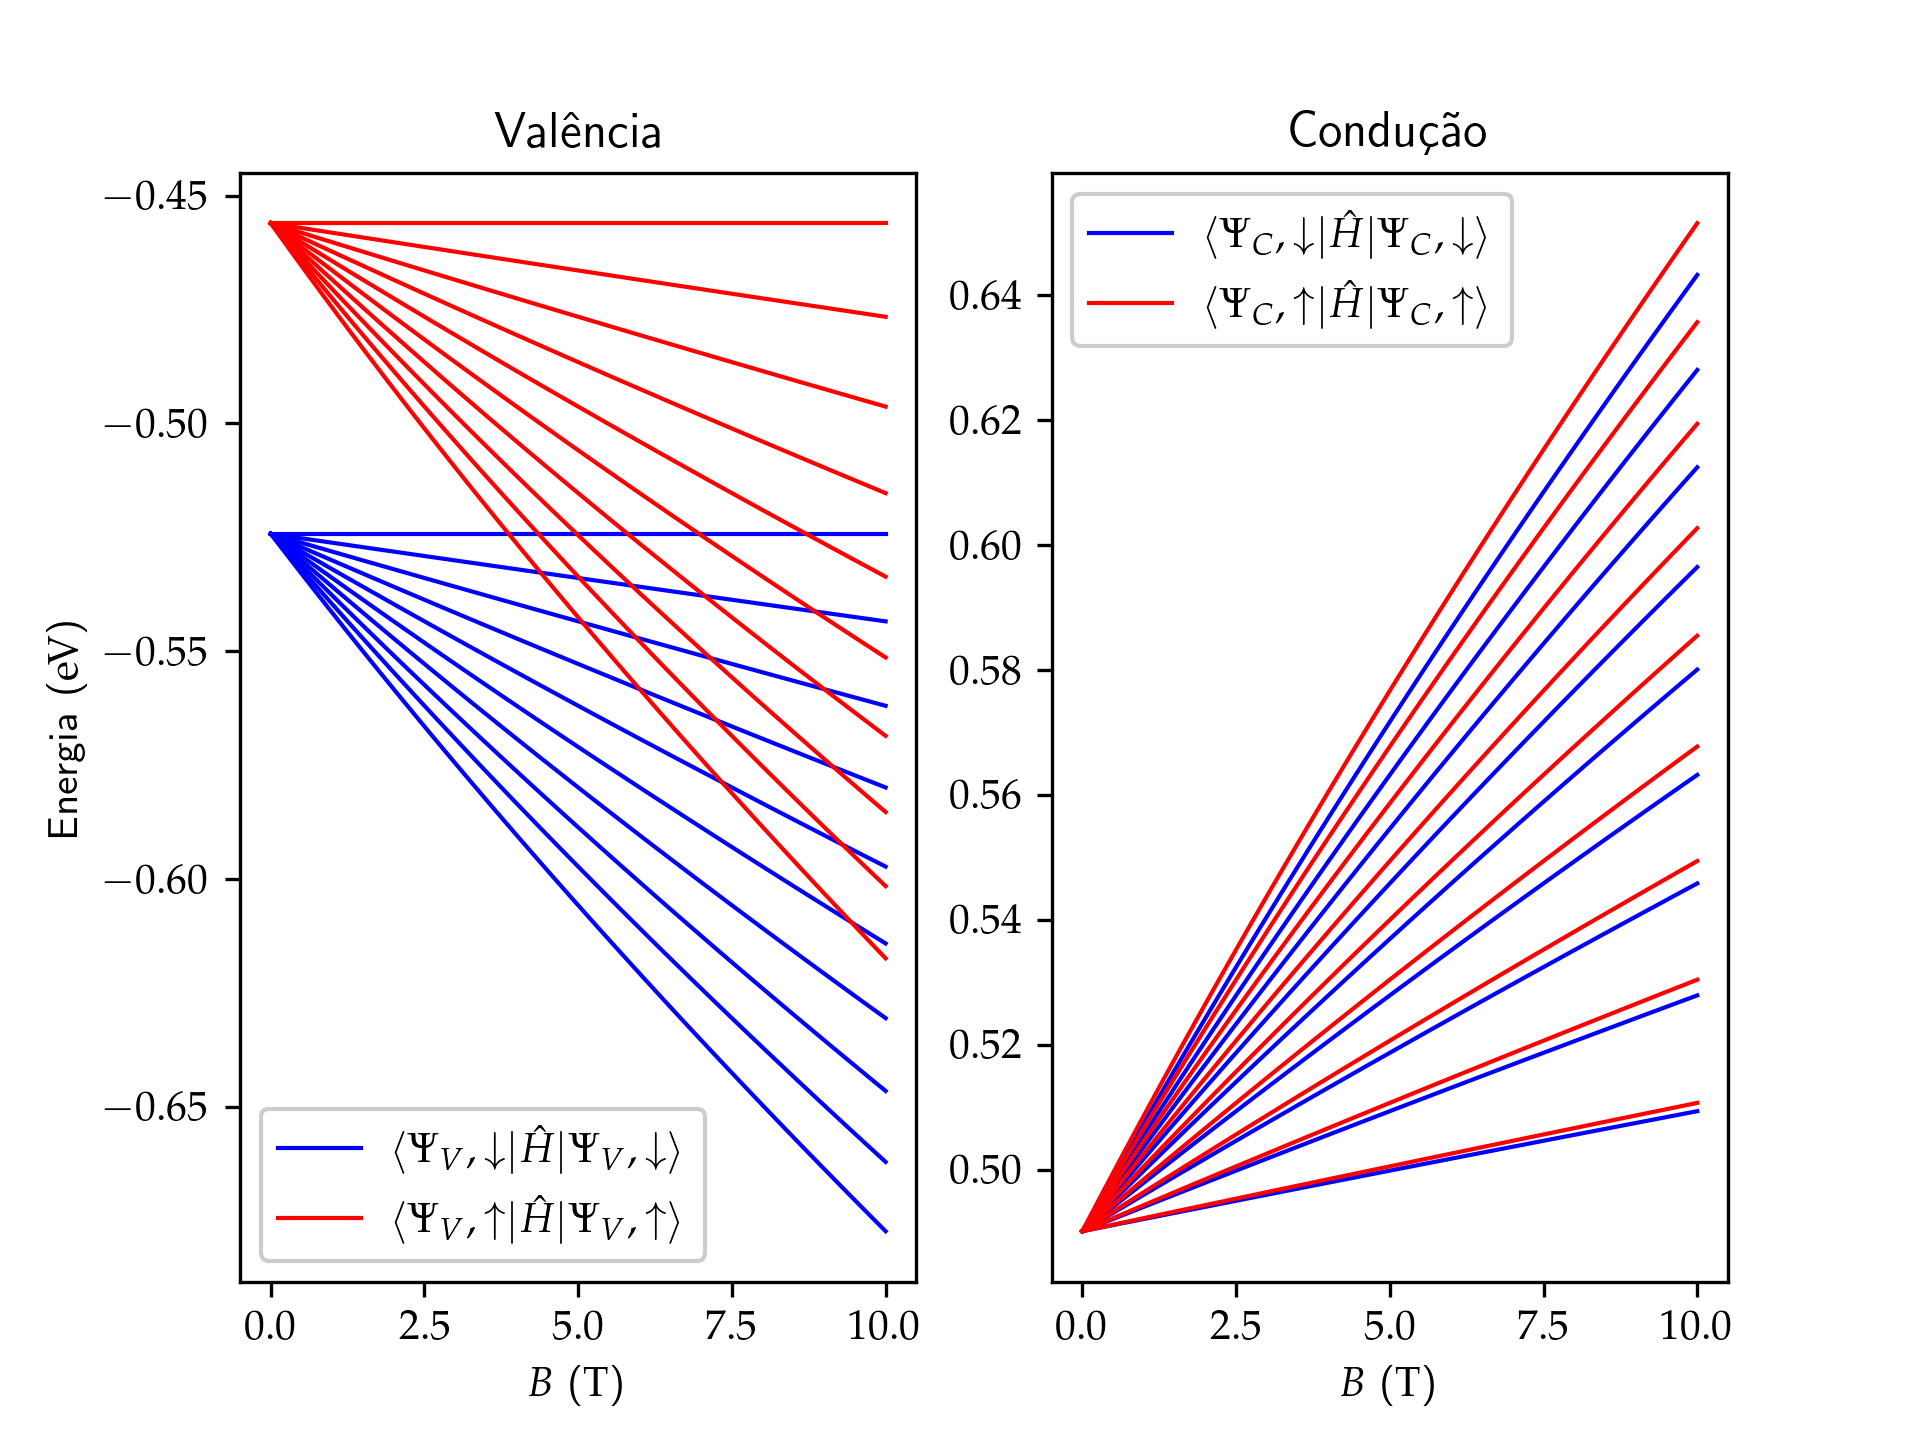 Valência
−0.45
−0.50
−0.55
−0.60
−0.65
Energia (eV)
⟨Ψ_V, ↓|Ĥ|Ψ_V, ↓⟩
⟨Ψ_V, ↑|Ĥ|Ψ_V, ↑⟩
0.0 2.5 5.0 7.5 10.0
B (T)
Condução
⟨Ψ_C, ↓|Ĥ|Ψ_C, ↓⟩
⟨Ψ_C, ↑|Ĥ|Ψ_C, ↑⟩
0.64
0.62
0.60
0.58
0.56
0.54
0.52
0.50
0.0 2.5 5.0 7.5 10.0
B (T)